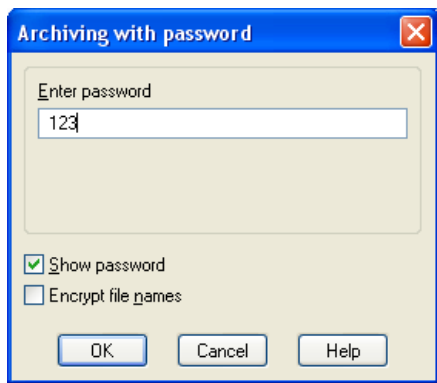 Archiving with password
Enter password
123
Show password
Encrypt file names
OK Cancel Help